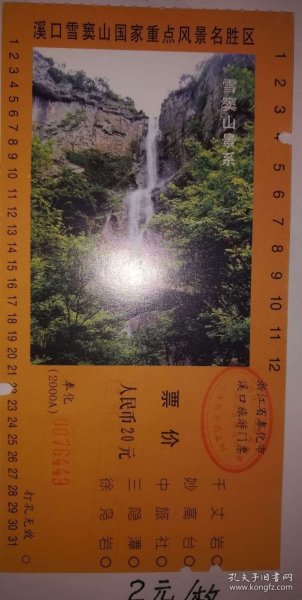 溪口雪窦山国家重点风景名胜区
1 2 3 4 5 6 7 8 9 10 11 12 13 14 15 16 17 18 19 20 21 22 23 24 25 26 27 28 29 30 31
1 2 3 4 5 6 7 8 9 10 11 12
雪窦山景系
浙江省奉化市
溪口旅游门票
票价
人民币20元
奉化
(2000A)
千丈岩
妙高台
中旅社
三隐潭
徐凫岩
打孔无效
2元/枚
孔夫子旧书网
www.kongfz.com